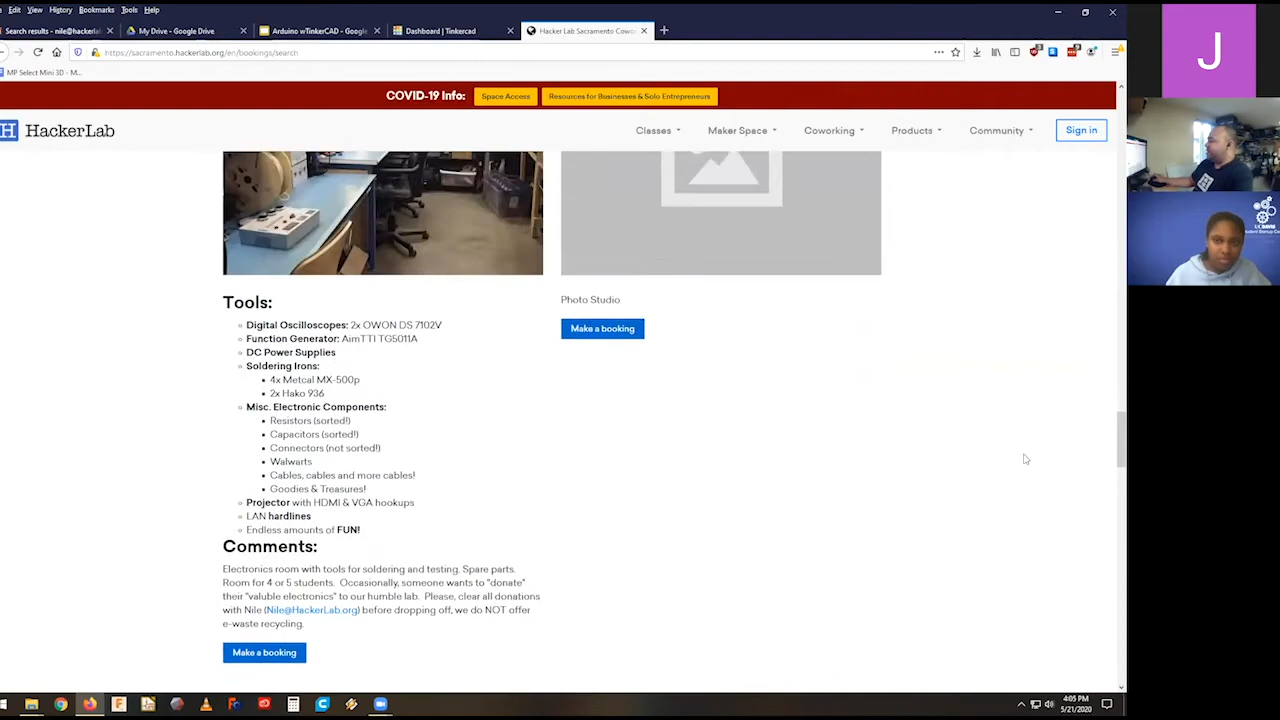 Edit View History Bookmarks Tools Help
Search results - nile@hackerla
My Drive - Google Drive
Arduino wTinkerCAD - Google
Dashboard | Tinkercad
Hacker Lab Sacramento Cowo
https://sacramento.hackerlab.org/en/bookings/search
MP Select Mini 3D - M...
COVID-19 Info:
Space Access
Resources for Businesses & Solo Entrepreneurs
H HackerLab
Classes
Maker Space
Coworking
Products
Community
Sign in
J
UCDAVIS
Tools:
Digital Oscilloscopes: 2x OWON DS 7102V
Function Generator: AimTTI TG5011A
DC Power Supplies
Soldering Irons:
4x Metcal MX-500p
2x Hako 936
Misc. Electronic Components:
Resistors (sorted!)
Capacitors (sorted!)
Connectors (not sorted!)
Walwarts
Cables, cables and more cables!
Goodies & Treasures!
Projector with HDMI & VGA hookups
LAN hardlines
Endless amounts of FUN!
Comments:
Electronics room with tools for soldering and testing. Spare parts.
Room for 4 or 5 students. Occasionally, someone wants to "donate"
their "valuble electronics" to our humble lab. Please, clear all donations
with Nile (Nile@HackerLab.org) before dropping off, we do NOT offer
e-waste recycling.
Make a booking
Photo Studio
Make a booking
4:05 PM
5/21/2020